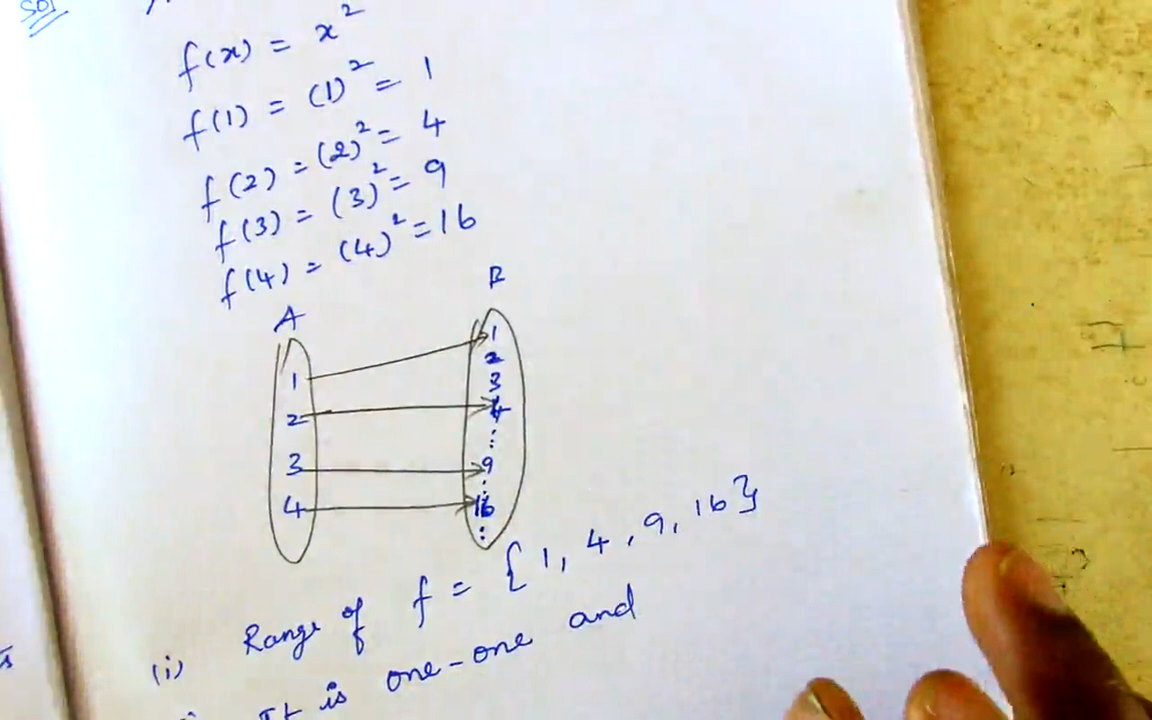 Sol
f(x) = x²
f(1) = (1)² = 1
f(2) = (2)² = 4
f(3) = (3)² = 9
f(4) = (4)² = 16
A B
1 1
2
3
2 4
⋮
3 9
⋮
4 16
⋮
(i) Range of f = {1, 4, 9, 16}
It is one-one and